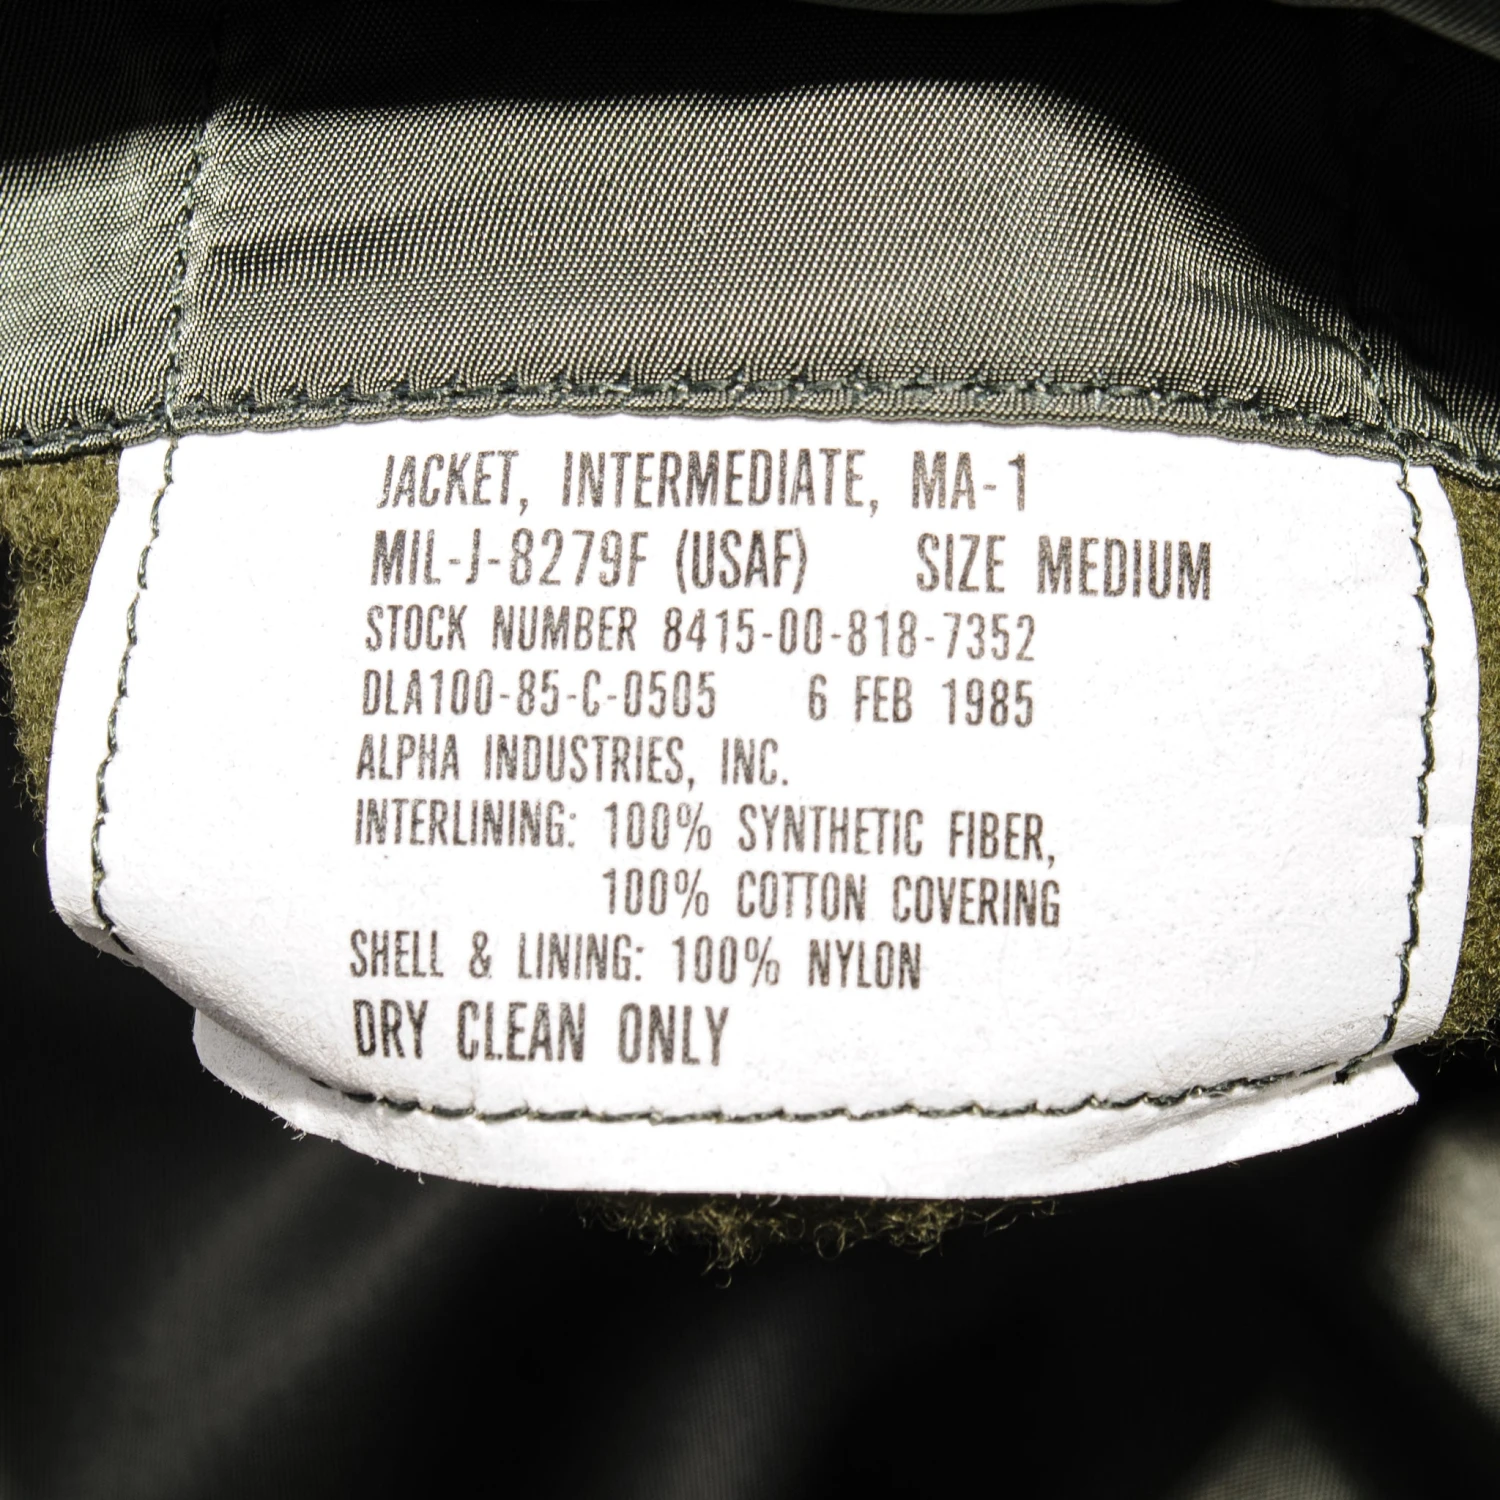 JACKET, INTERMEDIATE, MA-1
MIL-J-8279F (USAF) SIZE MEDIUM
STOCK NUMBER 8415-00-818-7352
DLA100-85-C-0505 6 FEB 1985
ALPHA INDUSTRIES, INC.
INTERLINING: 100% SYNTHETIC FIBER,
100% COTTON COVERING
SHELL & LINING: 100% NYLON
DRY CLEAN ONLY